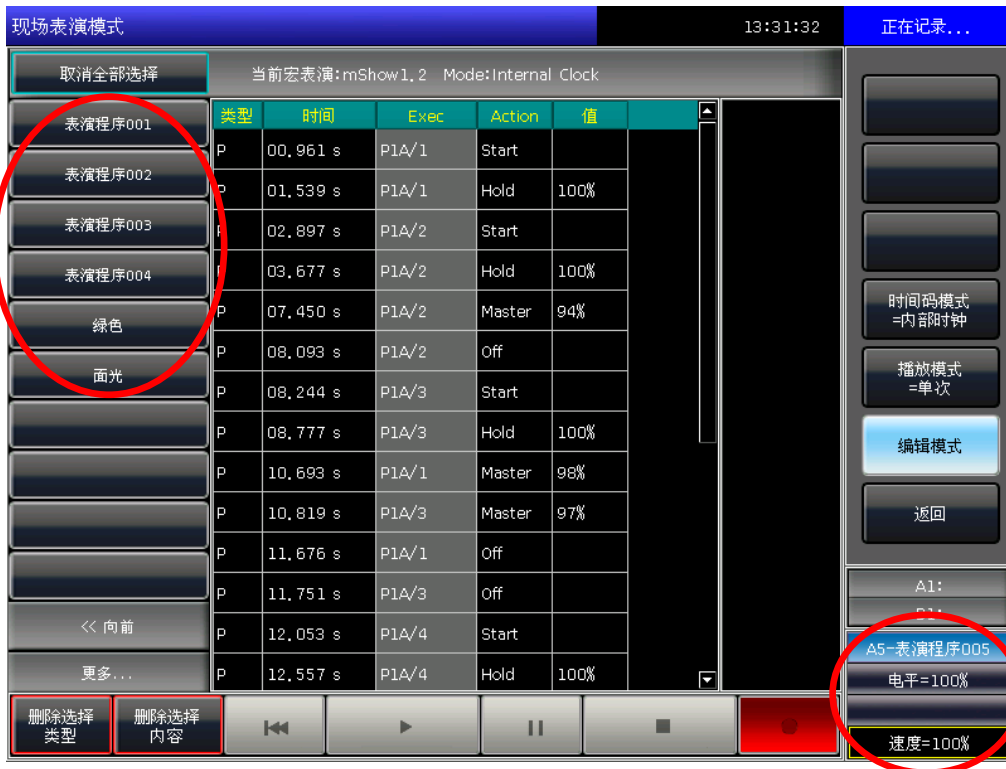 现场表演模式
13:31:32
正在记录...
取消全部选择
当前宏表演:mShow1.2 Mode:Internal Clock
表演程序001
表演程序002
表演程序003
表演程序004
绿色
面光
<< 向前
更多...
类型 时间 Exec Action 值
P 00.961 s P1A/1 Start
P 01.539 s P1A/1 Hold 100%
P 02.897 s P1A/2 Start
P 03.677 s P1A/2 Hold 100%
P 07.450 s P1A/2 Master 94%
P 08.093 s P1A/2 Off
P 08.244 s P1A/3 Start
P 08.777 s P1A/3 Hold 100%
P 10.693 s P1A/1 Master 98%
P 10.819 s P1A/3 Master 97%
P 11.676 s P1A/1 Off
P 11.751 s P1A/3 Off
P 12.053 s P1A/4 Start
P 12.557 s P1A/4 Hold 100%
时间码模式
=内部时钟
播放模式
=单次
编辑模式
返回
A1:
B1:
A5-表演程序005
电平=100%
速度=100%
删除选择
类型
删除选择
内容